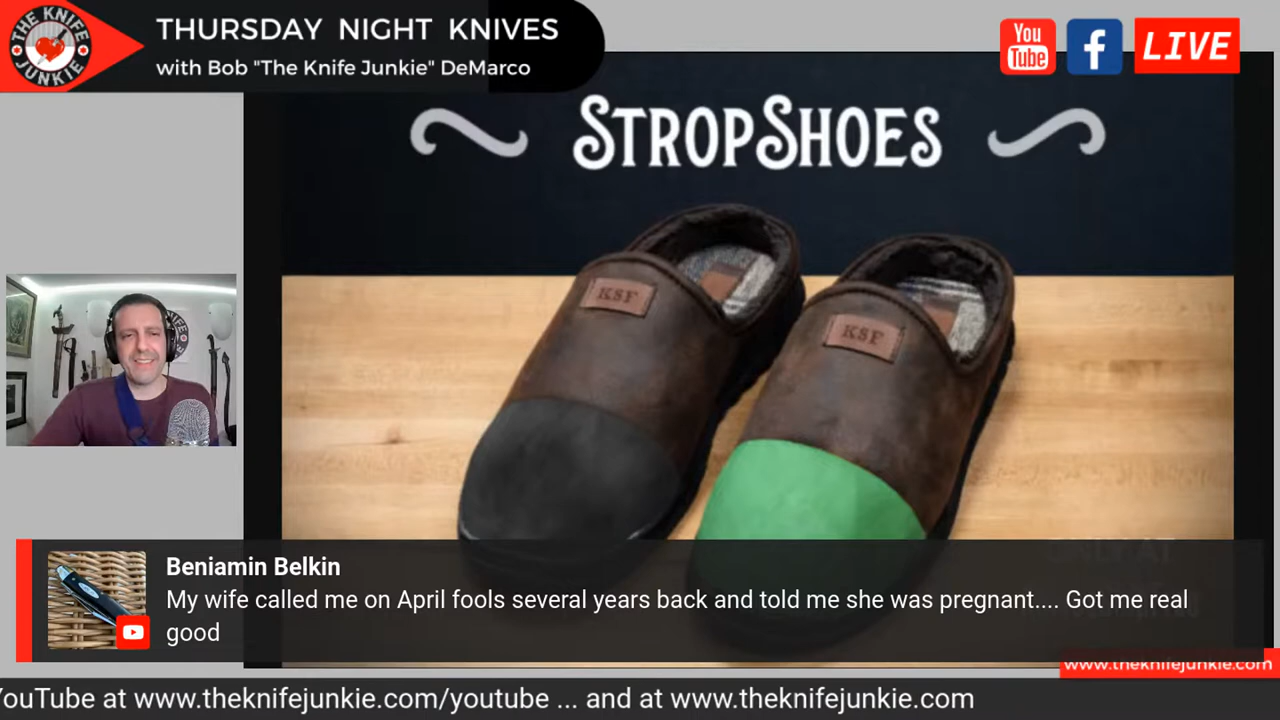 THE KNIFE
JUNKIE
THURSDAY NIGHT KNIVES
with Bob "The Knife Junkie" DeMarco
You
Tube
f
LIVE
STROPSHOES
KSF
KSF
ONLY AT
Beniamin Belkin
My wife called me on April fools several years back and told me she was pregnant.... Got me real
good
www.theknifejunkie.com
YouTube at www.theknifejunkie.com/youtube ... and at www.theknifejunkie.com